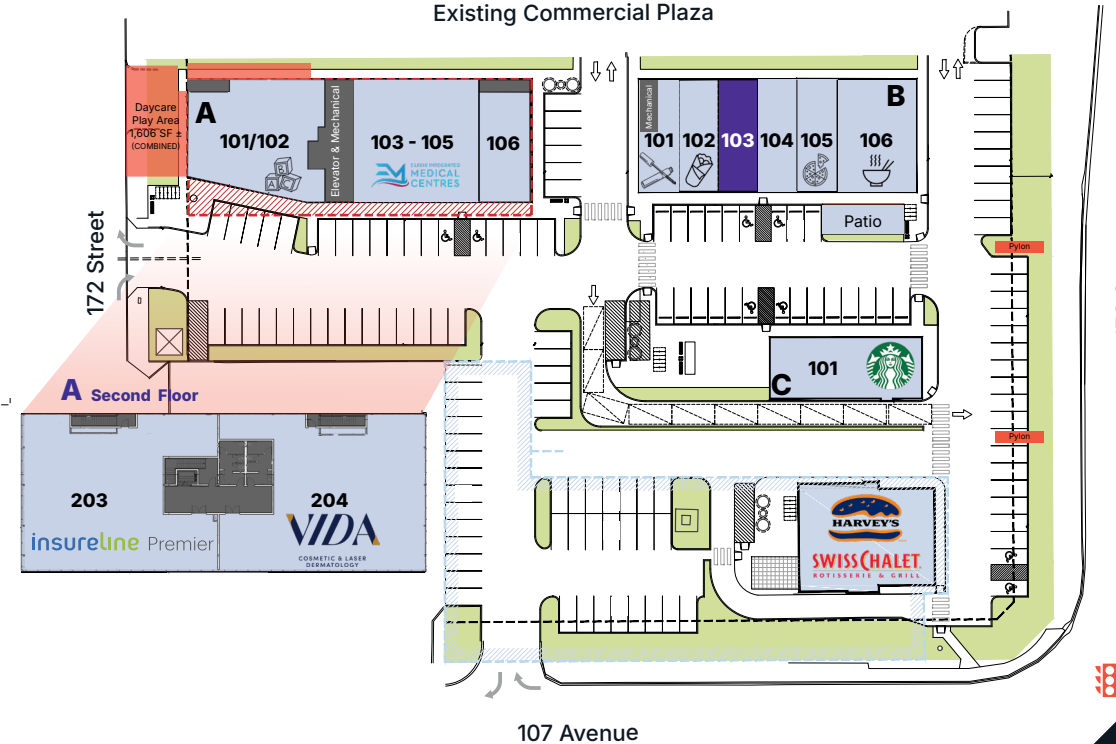 Existing Commercial Plaza
Daycare
Play Area
1,606 SF ±
(COMBINED)
A
101/102
A
B
C
Elevator & Mechanical
103 - 105
MEDICAL
CENTRES
106
Mechanical
101
102
103
104
105
B
106
Patio
172 Street
Pylon
A Second Floor
C
101
Pylon
203
insureline Premier
204
VIDA
COSMETIC & LASER
DERMATOLOGY
HARVEY'S
SWISS CHALET
ROTISSERIE & GRILL
107 Avenue